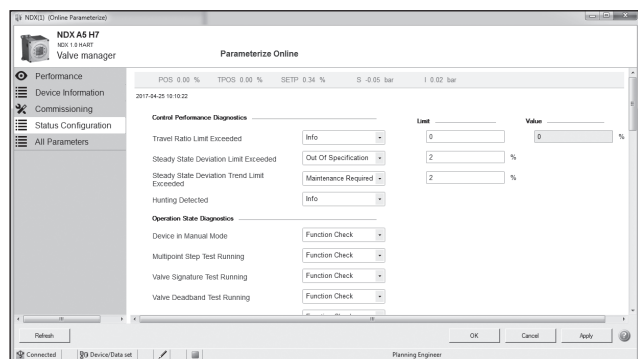 NDX(1) (Online Parameterize)
NDX A5 H7
NDX 1.0 HART
Valve manager
Parameterize Online
Performance
Device Information
Commissioning
Status Configuration
All Parameters
POS 0.00 % TPOS 0.00 % SETP 0.34 % S -0.05 bar I 0.02 bar
2017-04-25 10:10:22
Control Performance Diagnostics Limit Value
Travel Ratio Limit Exceeded Info 0 0 %
Steady State Deviation Limit Exceeded Out Of Specification 2 %
Steady State Deviation Trend Limit
Exceeded Maintenance Required 2 %
Hunting Detected Info
Operation State Diagnostics
Device in Manual Mode Function Check
Multipoint Step Test Running Function Check
Valve Signature Test Running Function Check
Valve Deadband Test Running Function Check
Refresh OK Cancel Apply
Connected Device/Data set Planning Engineer